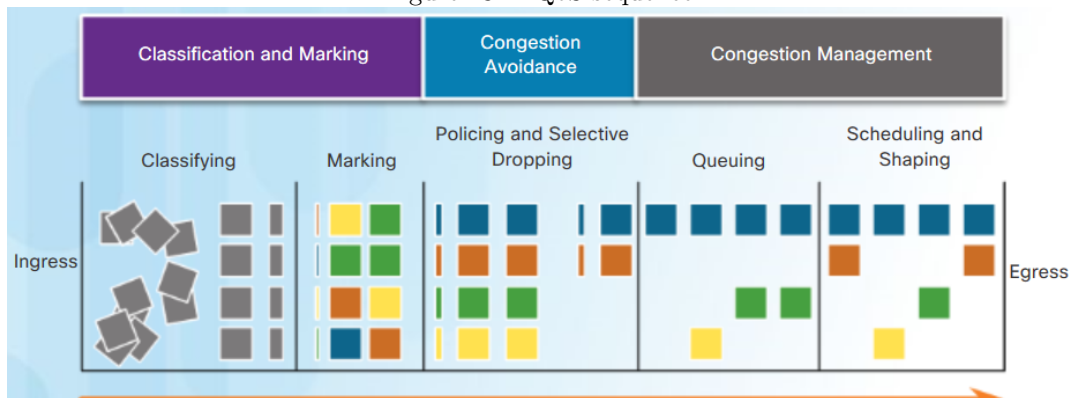 Classification and Marking
Congestion
Avoidance
Congestion Management
Classifying
Marking
Policing and Selective
Dropping
Queuing
Scheduling and
Shaping
Ingress
Egress